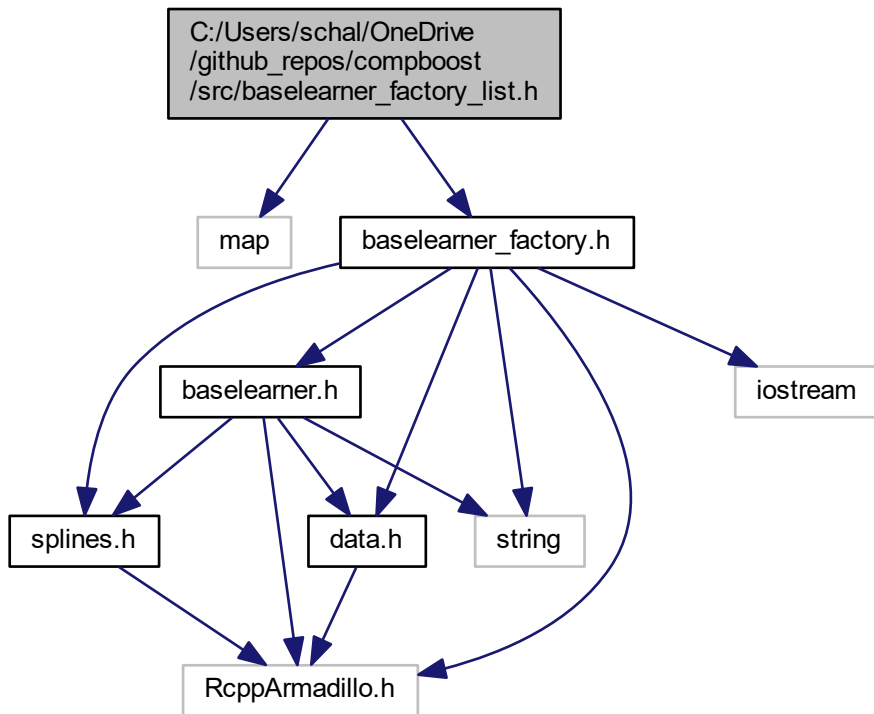 C:/Users/schal/OneDrive
/github_repos/compboost
/src/baselearner_factory_list.h
map
baselearner_factory.h
baselearner.h
iostream
splines.h
data.h
string
RcppArmadillo.h